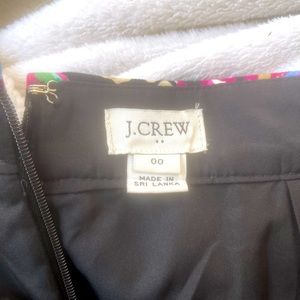 J.CREW
••
00
MADE IN
SRI LANKA